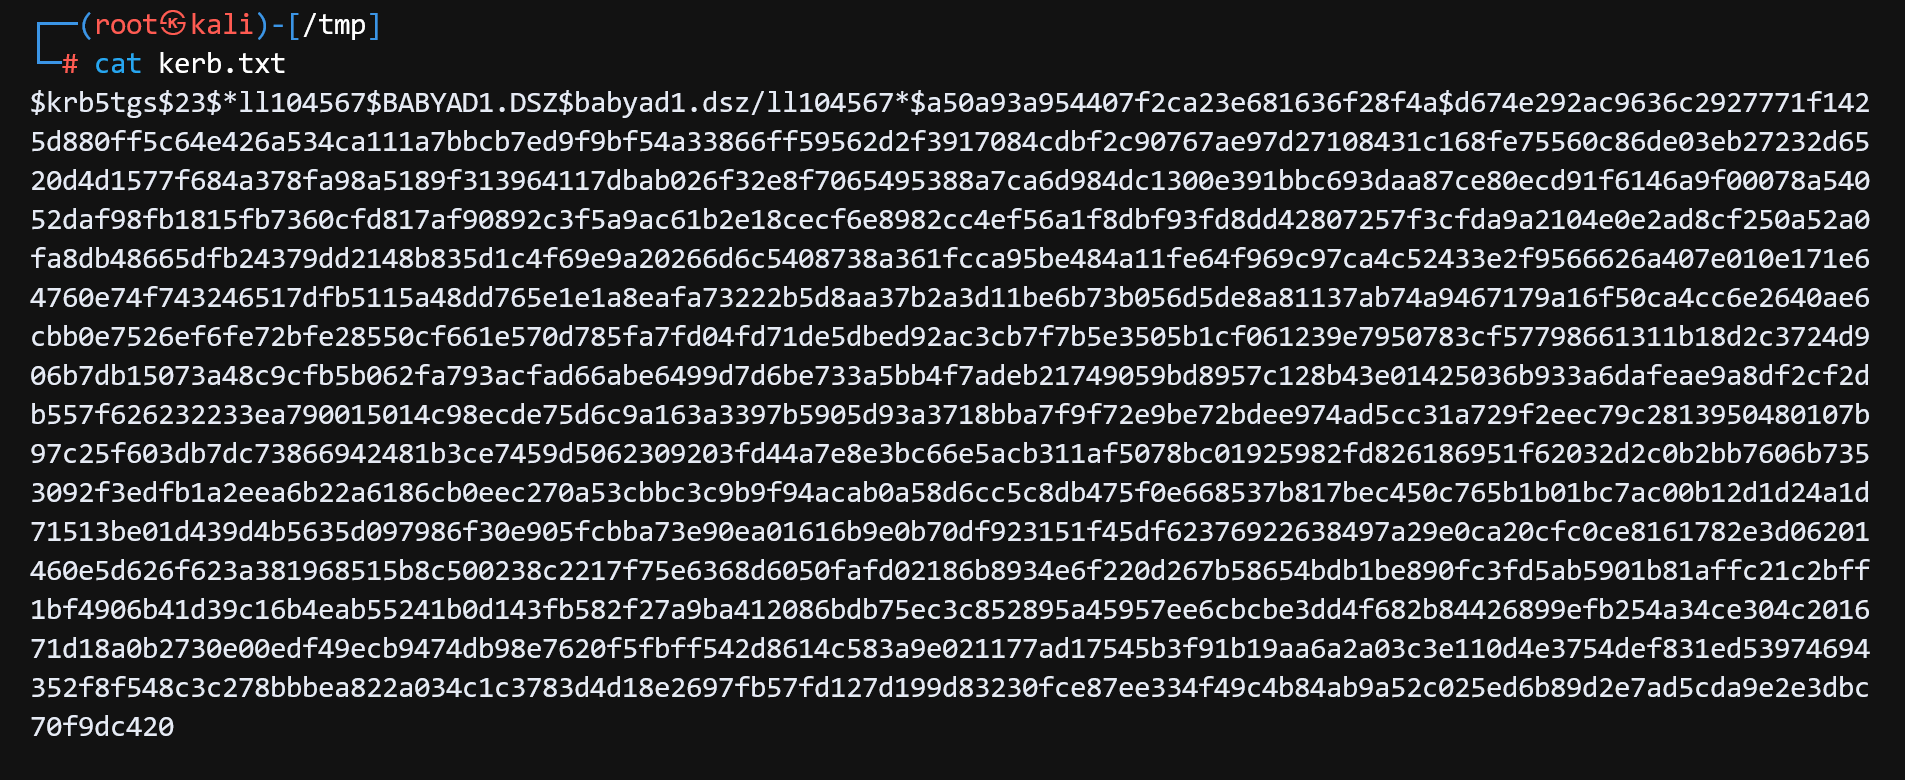 ┌──(root㉿kali)-[/tmp]
└─# cat kerb.txt
$krb5tgs$23$*ll104567$BABYAD1.DSZ$babyad1.dsz/ll104567*$a50a93a954407f2ca23e681636f28f4a$d674e292ac9636c2927771f142
5d880ff5c64e426a534ca111a7bbcb7ed9f9bf54a33866ff59562d2f3917084cdbf2c90767ae97d27108431c168fe75560c86de03eb27232d65
20d4d1577f684a378fa98a5189f313964117dbab026f32e8f7065495388a7ca6d984dc1300e391bbc693daa87ce80ecd91f6146a9f00078a540
52daf98fb1815fb7360cfd817af90892c3f5a9ac61b2e18cecf6e8982cc4ef56a1f8dbf93fd8dd42807257f3cfda9a2104e0e2ad8cf250a52a0
fa8db48665dfb24379dd2148b835d1c4f69e9a20266d6c5408738a361fcca95be484a11fe64f969c97ca4c52433e2f9566626a407e010e171e6
4760e74f743246517dfb5115a48dd765e1e1a8eafa73222b5d8aa37b2a3d11be6b73b056d5de8a81137ab74a9467179a16f50ca4cc6e2640ae6
cbb0e7526ef6fe72bfe28550cf661e570d785fa7fd04fd71de5dbed92ac3cb7f7b5e3505b1cf061239e7950783cf57798661311b18d2c3724d9
06b7db15073a48c9cfb5b062fa793acfad66abe6499d7d6be733a5bb4f7adeb21749059bd8957c128b43e01425036b933a6dafeae9a8df2cf2d
b557f626232233ea790015014c98ecde75d6c9a163a3397b5905d93a3718bba7f9f72e9be72bdee974ad5cc31a729f2eec79c2813950480107b
97c25f603db7dc73866942481b3ce7459d5062309203fd44a7e8e3bc66e5acb311af5078bc01925982fd826186951f62032d2c0b2bb7606b735
3092f3edfb1a2eea6b22a6186cb0eec270a53cbbc3c9b9f94acab0a58d6cc5c8db475f0e668537b817bec450c765b1b01bc7ac00b12d1d24a1d
71513be01d439d4b5635d097986f30e905fcbba73e90ea01616b9e0b70df923151f45df62376922638497a29e0ca20cfc0ce8161782e3d06201
460e5d626f623a381968515b8c500238c2217f75e6368d6050fafd02186b8934e6f220d267b58654bdb1be890fc3fd5ab5901b81affc21c2bff
1bf4906b41d39c16b4eab55241b0d143fb582f27a9ba412086bdb75ec3c852895a45957ee6cbcbe3dd4f682b84426899efb254a34ce304c2016
71d18a0b2730e00edf49ecb9474db98e7620f5fbff542d8614c583a9e021177ad17545b3f91b19aa6a2a03c3e110d4e3754def831ed53974694
352f8f548c3c278bbbea822a034c1c3783d4d18e2697fb57fd127d199d83230fce87ee334f49c4b84ab9a52c025ed6b89d2e7ad5cda9e2e3dbc
70f9dc420